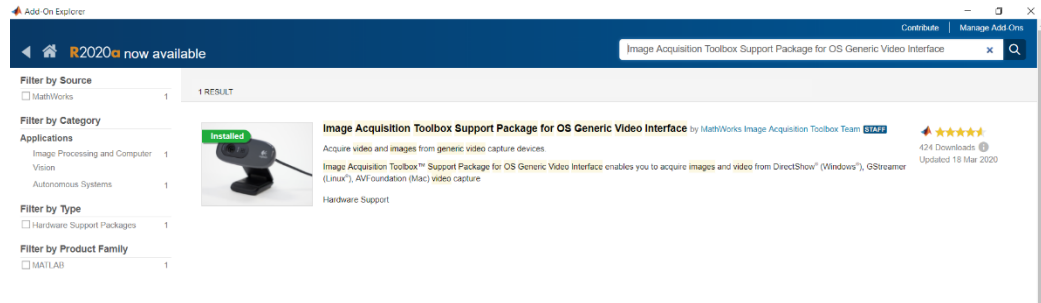 Add-On Explorer
Contribute | Manage Add-Ons
R2020a now available
Image Acquisition Toolbox Support Package for OS Generic Video Interface
Filter by Source
MathWorks 1
Filter by Category
Applications
Image Processing and Computer 1
Vision
Autonomous Systems 1
Filter by Type
Hardware Support Packages 1
Filter by Product Family
MATLAB 1
1 RESULT
Installed
Image Acquisition Toolbox Support Package for OS Generic Video Interface by MathWorks Image Acquisition Toolbox Team STAFF
Acquire video and images from generic video capture devices.
Image Acquisition Toolbox™ Support Package for OS Generic Video Interface enables you to acquire images and video from DirectShow® (Windows®), GStreamer
(Linux®), AVFoundation (Mac) video capture
Hardware Support
424 Downloads
Updated 18 Mar 2020